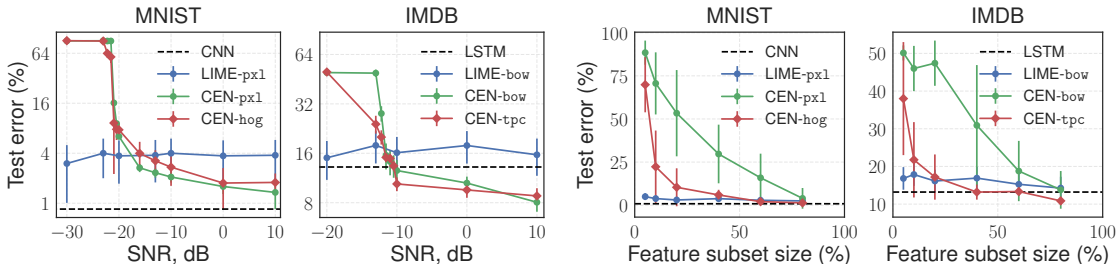 MNIST
Test error (%)
64
16
4
1
−30
−20
−10
0
10
SNR, dB
CNN
LIME-pxl
CEN-pxl
CEN-hog
IMDB
64
32
16
8
−20
−10
0
10
SNR, dB
LSTM
LIME-bow
CEN-bow
CEN-tpc
MNIST
Test error (%)
100
75
50
25
0
0
50
100
Feature subset size (%)
CNN
LIME-pxl
CEN-pxl
CEN-hog
IMDB
50
40
30
20
10
0
50
100
Feature subset size (%)
LSTM
LIME-bow
CEN-bow
CEN-tpc